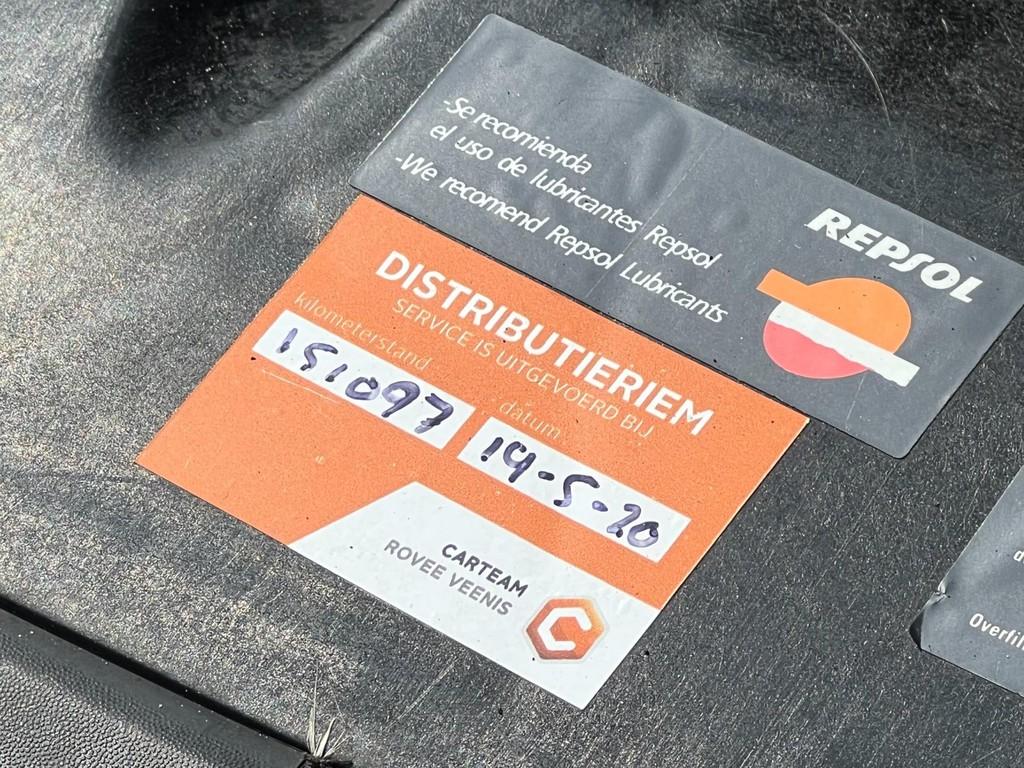 -Se recomienda
el uso de lubricantes Repsol
-We recomend Repsol Lubricants
REPSOL
DISTRIBUTIERIEM
SERVICE IS UITGEVOERD BIJ
kilometerstand
151097
datum
14-5-20
CARTEAM
ROVEE VEENIS
C